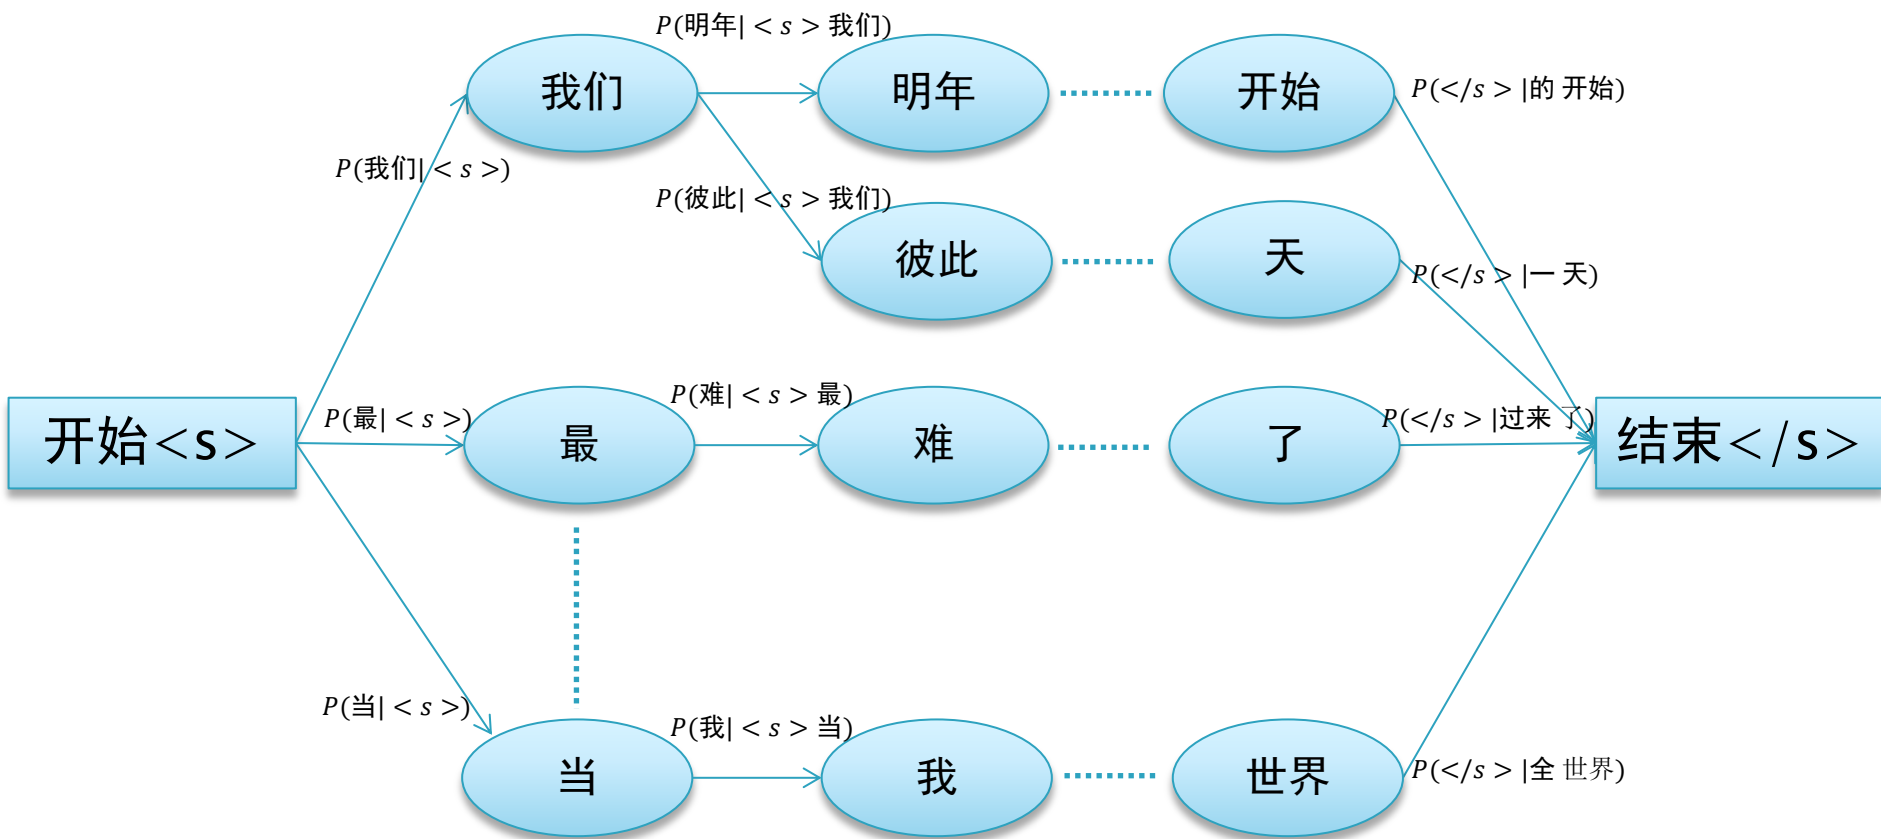 P(明年| < s > 我们)
我们
明年
开始
P(</s > |的 开始)
P(我们| < s >)
P(彼此| < s > 我们)
彼此
天
P(</s > |一 天)
开始<s>
P(最| < s >)
最
P(难| < s > 最)
难
了
P(</s > |过来 了)
结束</s>
P(当| < s >)
当
P(我| < s > 当)
我
世界
P(</s > |全 世界)